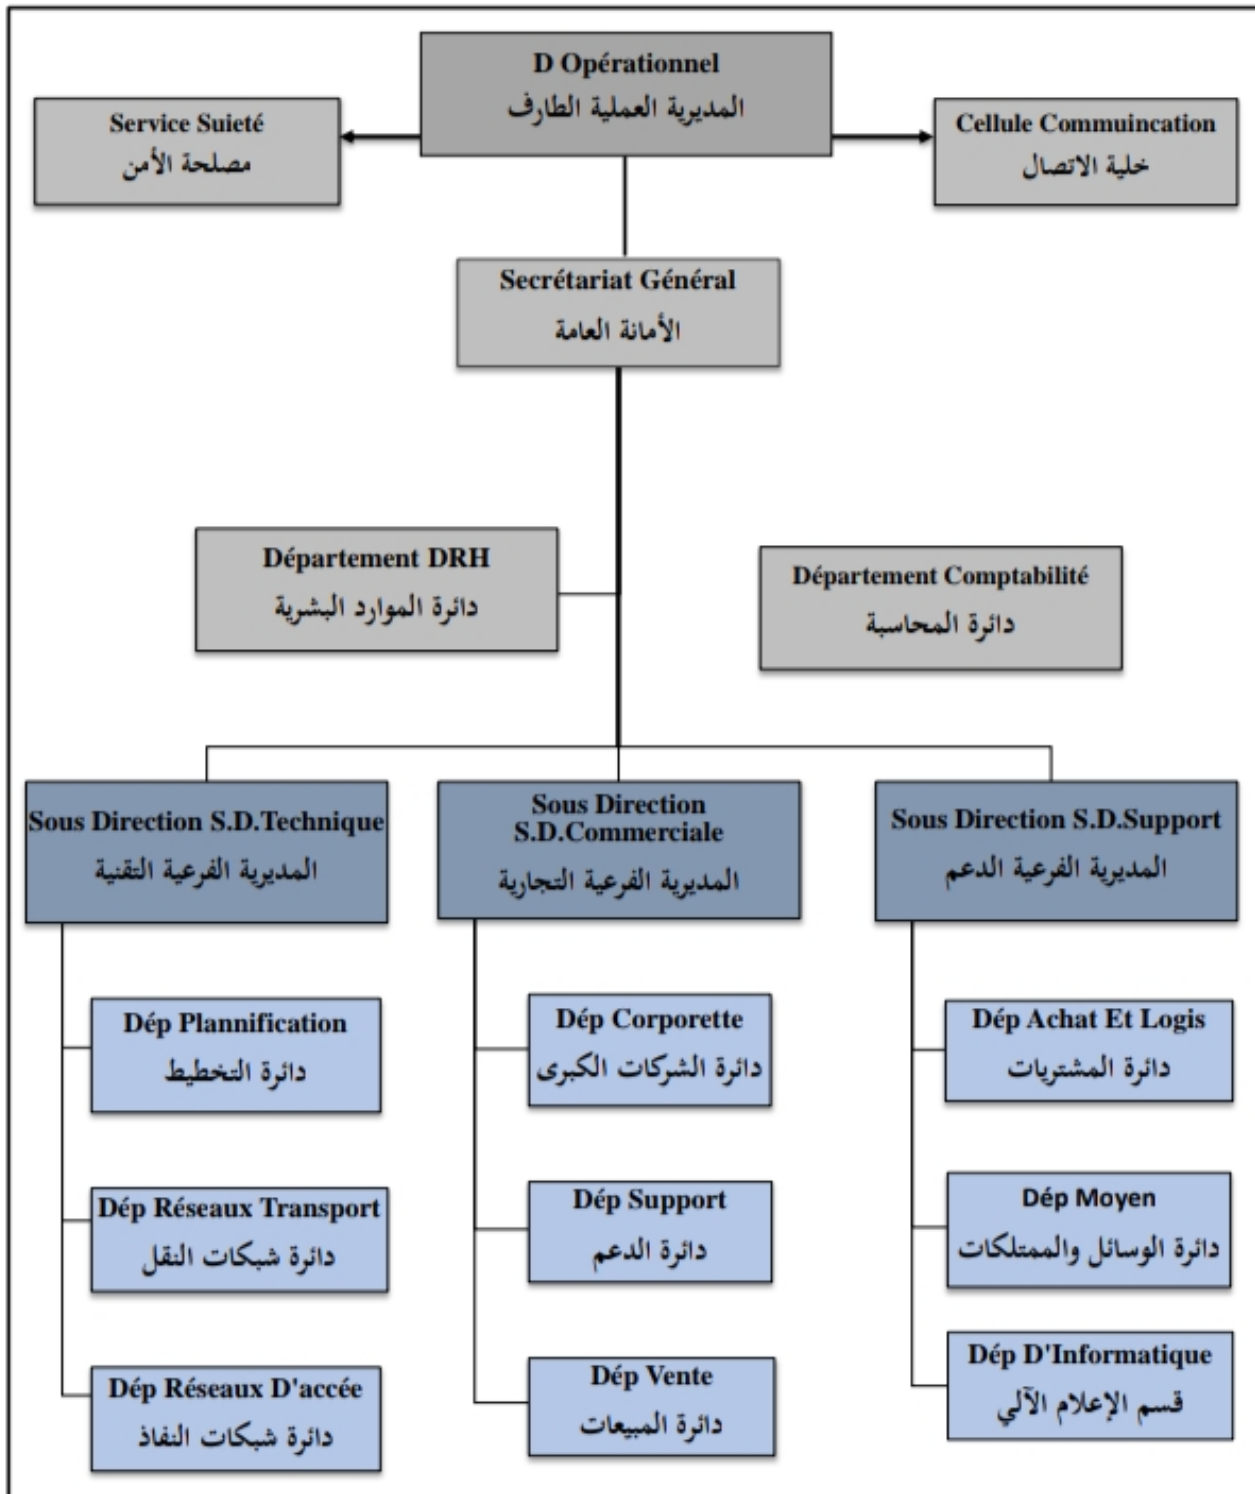 D Opérationnel
المديرية العملية الطارف
Service Suieté
مصلحة الأمن
Cellule Commuincation
خلية الاتصال
Secrétariat Général
الأمانة العامة
Département DRH
دائرة الموارد البشرية
Département Comptabilité
دائرة المحاسبة
Sous Direction S.D.Technique
المديرية الفرعية التقنية
Sous Direction
S.D.Commerciale
المديرية الفرعية التجارية
Sous Direction S.D.Support
المديرية الفرعية الدعم
Dép Plannification
دائرة التخطيط
Dép Réseaux Transport
دائرة شبكات النقل
Dép Réseaux D'accée
دائرة شبكات النفاذ
Dép Corporette
دائرة الشركات الكبرى
Dép Support
دائرة الدعم
Dép Vente
دائرة المبيعات
Dép Achat Et Logis
دائرة المشتريات
Dép Moyen
دائرة الوسائل والممتلكات
Dép D'Informatique
قسم الإعلام الآلي